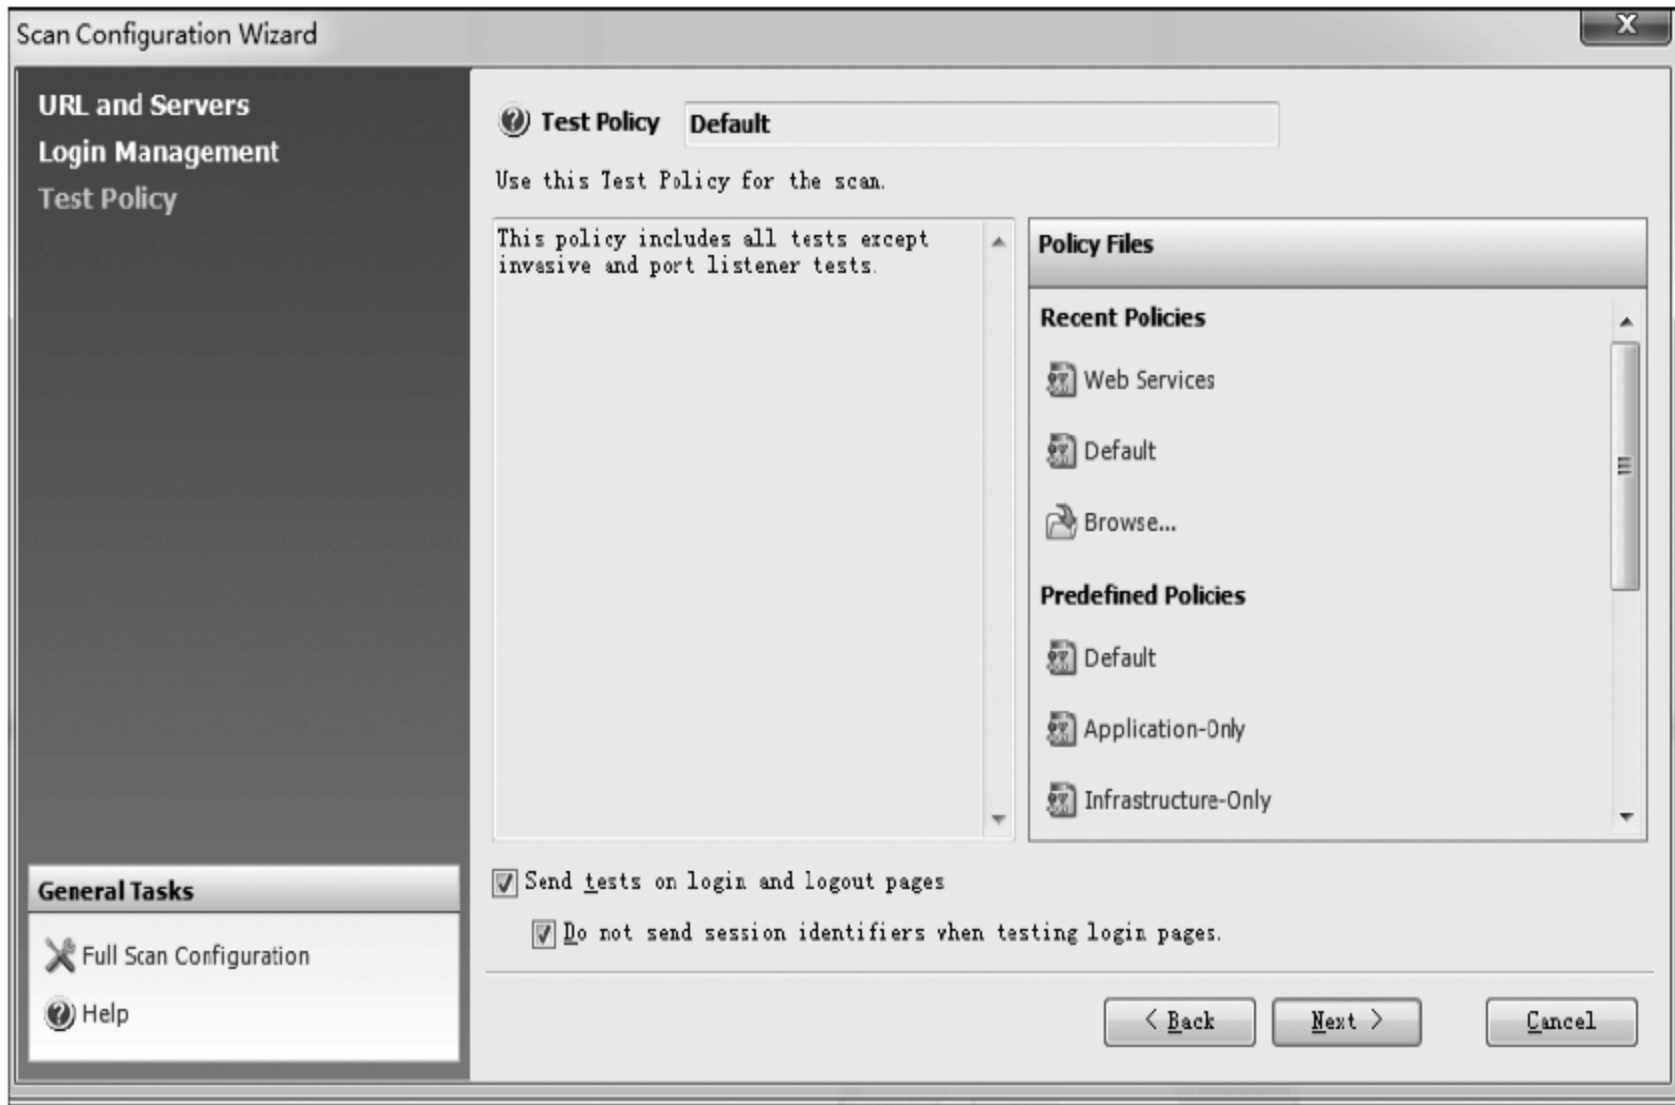 Scan Configuration Wizard
X
URL and Servers
Login Management
Test Policy
Complete
Test Policy
Default
Use this Test Policy for the scan.
This policy includes all tests except
invasive and port listener tests.
Policy Files
Recent Policies
Web Services
Default
Browse...
Predefined Policies
Default
Application-Only
Infrastructure-Only
Send tests on login and logout pages
Do not send session identifiers when testing login pages.
General Tasks
Full Scan Configuration
Help
< Back
Next >
Cancel